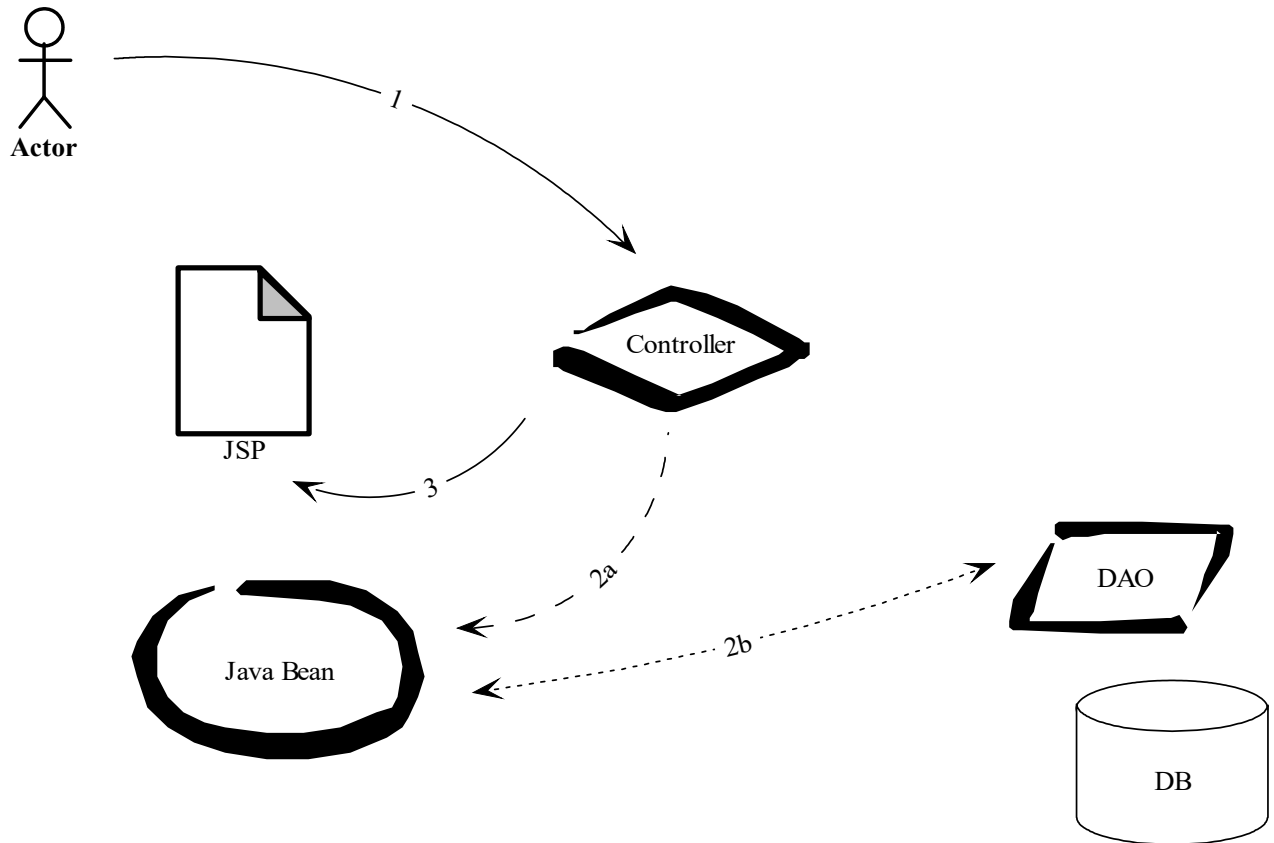 1
Actor
Controller
JSP
3
2a
DAO
2b
Java Bean
DB